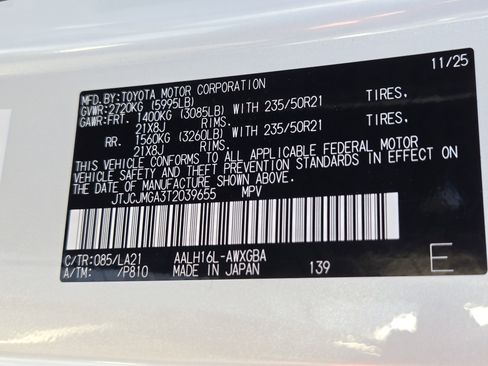 11/25
MFD.BY:TOYOTA MOTOR CORPORATION
GVWR:2720KG (5995LB)
GAWR:FRT. 1400KG (3085LB) WITH 235/50R21 TIRES,
21X8J RIMS.
RR. 1560KG (3260LB) WITH 235/50R21 TIRES,
21X8J RIMS.
THIS VEHICLE CONFORMS TO ALL APPLICABLE FEDERAL MOTOR
VEHICLE SAFETY AND THEFT PREVENTION STANDARDS IN EFFECT ON
THE DATE OF MANUFACTURE SHOWN ABOVE.
JTJCJMGA3T2039655 MPV
C/TR:085/LA21 AALH16L-AWXGBA
A/TM: /P810 MADE IN JAPAN 139 E